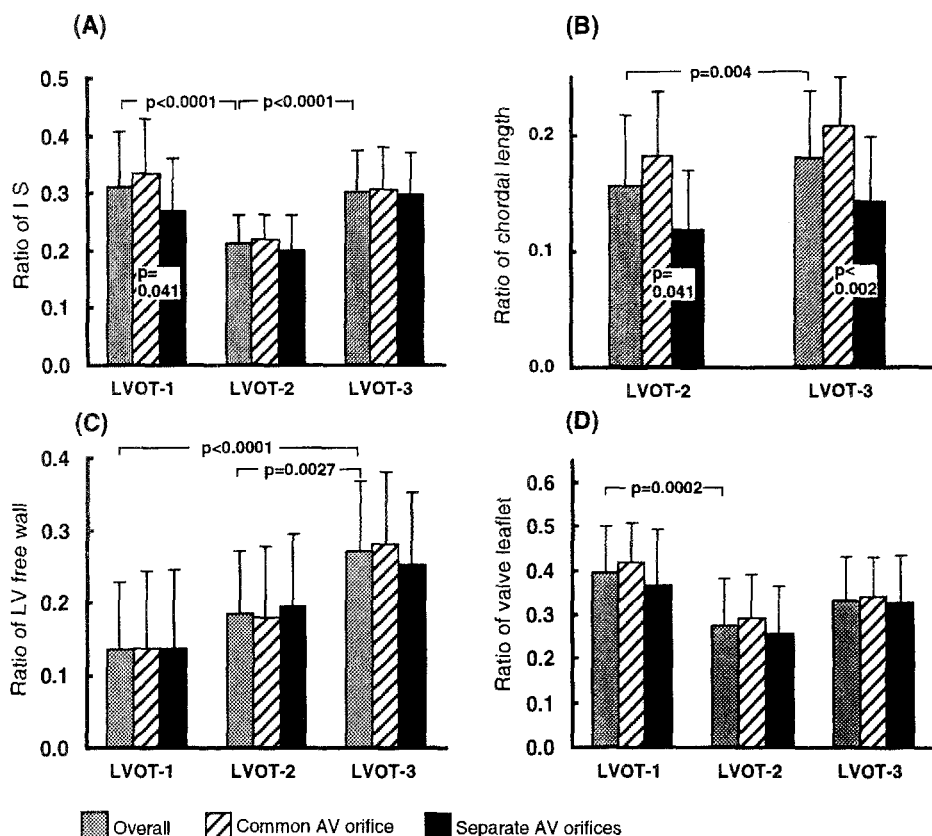 (A)
Ratio of I S
0.5
0.4
0.3
0.2
0.1
0.0
p<0.0001
p<0.0001
p=
0.041
LVOT-1
LVOT-2
LVOT-3
(B)
Ratio of chordal length
0.2
0.1
0.0
p=0.004
p=
0.041
p<
0.002
LVOT-2
LVOT-3
(C)
Ratio of LV free wall
0.4
0.3
0.2
0.1
0.0
p<0.0001
p=0.0027
LVOT-1
LVOT-2
LVOT-3
(D)
Ratio of valve leaflet
0.6
0.5
0.4
0.3
0.2
0.1
0.0
p=0.0002
LVOT-1
LVOT-2
LVOT-3
Overall
Common AV orifice
Separate AV orifices